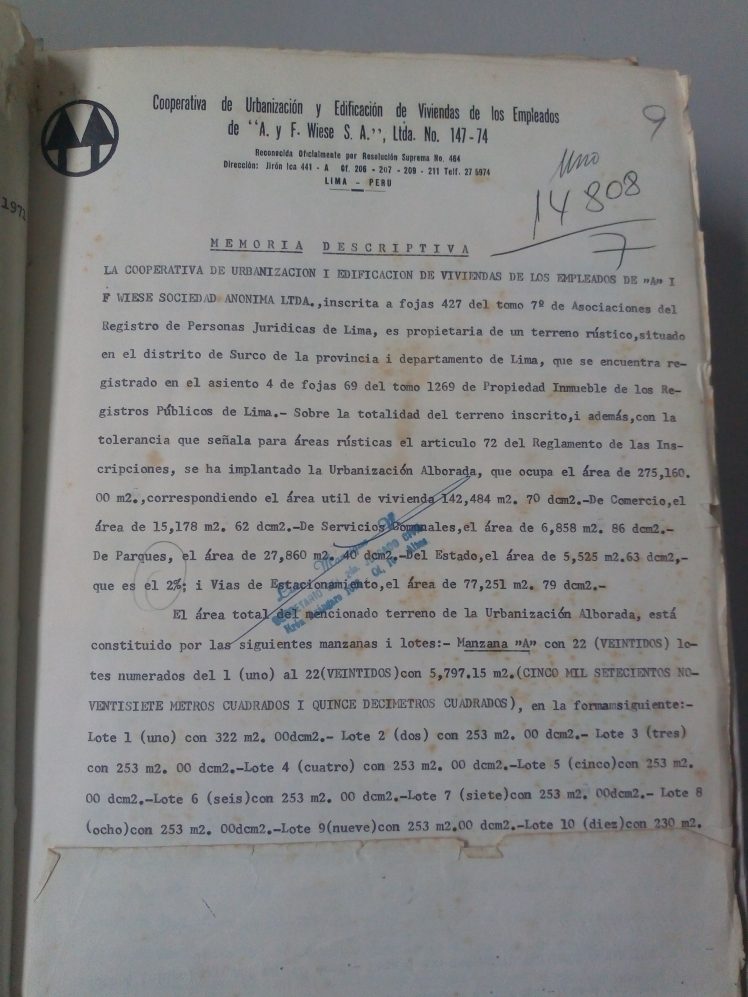 9
Cooperativa de Urbanización y Edificación de Viviendas de los Empleados
de "A. y F. Wiese S. A.", Ltda. No. 147-74
Reconocida Oficialmente por Resolución Suprema No. 464
Dirección: Jirón Ica 441 - A Of. 206 - 207 - 209 - 211 Telf. 27 5974
LIMA - PERU
Uno
14808
7
1971
MEMORIA DESCRIPTIVA
LA COOPERATIVA DE URBANIZACION I EDIFICACION DE VIVIENDAS DE LOS EMPLEADOS DE "A" I
F WIESE SOCIEDAD ANONIMA LTDA.,inscrita a fojas 427 del tomo 7º de Asociaciones del
Registro de Personas Juridicas de Lima, es propietaria de un terreno rústico,situado
en el distrito de Surco de la provincia i departamento de Lima, que se encuentra re-
gistrado en el asiento 4 de fojas 69 del tomo 1269 de Propiedad Inmueble de los Re-
gistros Públicos de Lima.- Sobre la totalidad del terreno inscrito,i además,con la
tolerancia que señala para áreas rústicas el articulo 72 del Reglamento de las Ins-
cripciones, se ha implantado la Urbanización Alborada, que ocupa el área de 275,160.
00 m2.,correspondiendo el área util de vivienda 142,484 m2. 70 dcm2.-De Comercio,el
área de 15,178 m2. 62 dcm2.-De Servicios Comunales,el área de 6,858 m2. 86 dcm2.-
De Parques, el área de 27,860 m2. 40 dcm2.-Del Estado,el área de 5,525 m2.63 dcm2,-
que es el 2%; i Vias de Estacionamiento,el área de 77,251 m2. 79 dcm2.-
El área total del mencionado terreno de la Urbanización Alborada, está
constituido por las siguientes manzanas i lotes:- Manzana "A" con 22 (VEINTIDOS) lo-
tes numerados del 1 (uno) al 22(VEINTIDOS)con 5,797.15 m2.(CINCO MIL SETECIENTOS NO-
VENTISIETE METROS CUADRADOS I QUINCE DECIMETROS CUADRADOS), en la formamsiguiente:-
Lote 1 (uno) con 322 m2. 00dcm2.- Lote 2 (dos) con 253 m2. 00 dcm2.- Lote 3 (tres)
con 253 m2. 00 dcm2.-Lote 4 (cuatro) con 253 m2. 00 dcm2.-Lote 5 (cinco)con 253 m2.
00 dcm2.-Lote 6 (seis)con 253 m2. 00 dcm2.-Lote 7 (siete)con 253 m2. 00dcm2.- Lote 8
(ocho)con 253 m2. 00dcm2.-Lote 9(nueve)con 253 m2.00 dcm2.-Lote 10 (diez)con 230 m2.